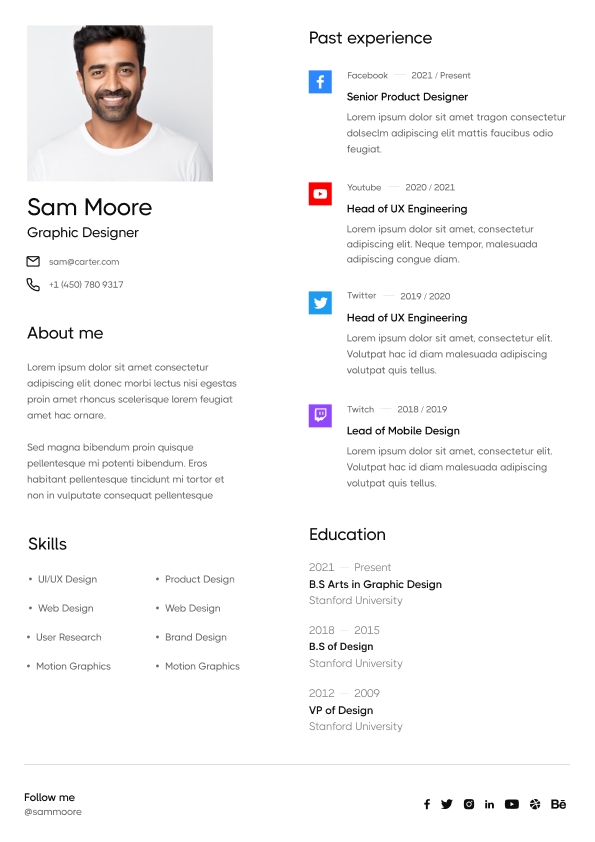 Sam Moore
Graphic Designer
sam@carter.com
+1 (450) 780 9317
About me
Lorem ipsum dolor sit amet consectetur
adipiscing elit donec morbi lectus nisi egestas
proin amet rhoncus scelerisque lorem feugiat
amet hac ornare.
Sed magna bibendum proin quisque
pellentesque mi potenti bibendum. Eros
habitant pellentesque tincidunt mi tortor et
non in vulputate consequat pellentesque
Skills
• UI/UX Design
• Product Design
• Web Design
• Web Design
• User Research
• Brand Design
• Motion Graphics
• Motion Graphics
Past experience
Facebook — 2021 / Present
Senior Product Designer
Lorem ipsum dolor sit amet tragon consectetur
dolseclm adipiscing elit mattis faucibus odio
feugiat.
Youtube — 2020 / 2021
Head of UX Engineering
Lorem ipsum dolor sit amet, consectetur
adipiscing elit. Neque tempor, malesuada
adipiscing congue diam.
Twitter — 2019 / 2020
Head of UX Engineering
Lorem ipsum dolor sit amet, consectetur elit.
Volutpat hac id diam malesuada adipiscing
volutpat quis tellus.
Twitch — 2018 / 2019
Lead of Mobile Design
Lorem ipsum dolor sit amet, consectetur elit.
Volutpat hac id diam malesuada adipiscing
volutpat quis tellus.
Education
2021 — Present
B.S Arts in Graphic Design
Stanford University
2018 — 2015
B.S of Design
Stanford University
2012 — 2009
VP of Design
Stanford University
Follow me
@sammoore